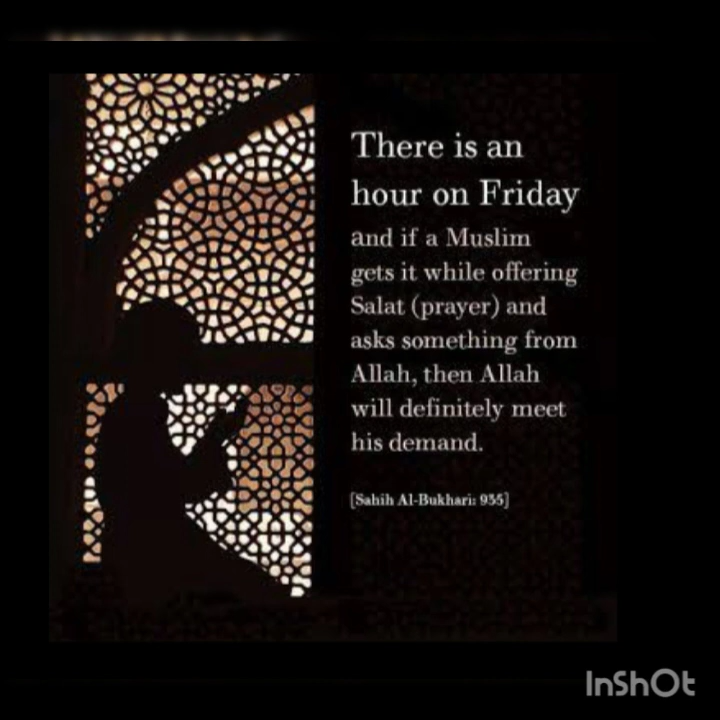 There is an
hour on Friday
and if a Muslim
gets it while offering
Salat (prayer) and
asks something from
Allah, then Allah
will definitely meet
his demand.
[Sahih Al-Bukhari: 935]
InShOt